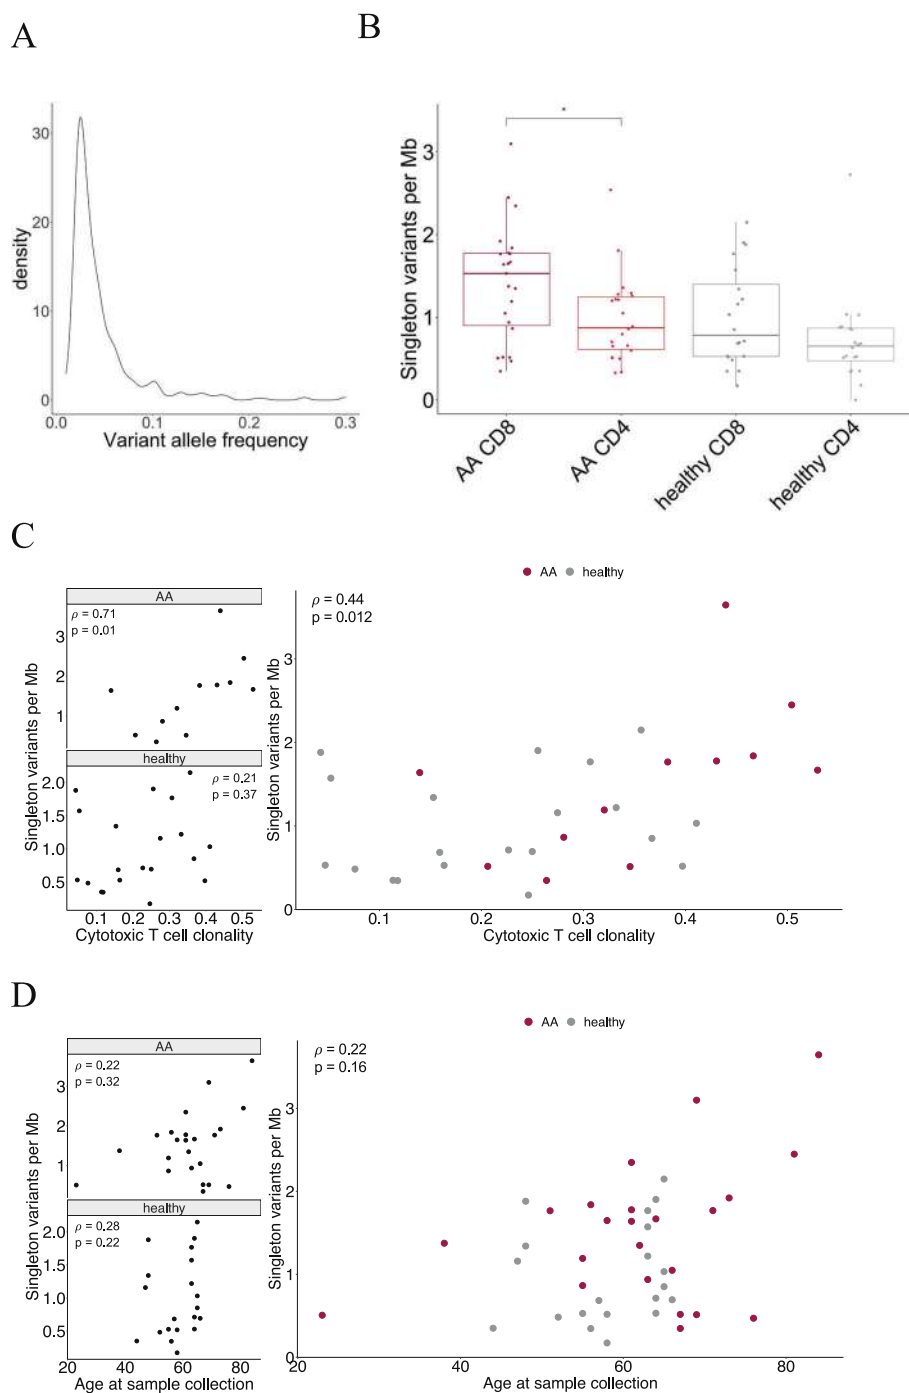 A
density
30
20
10
0
0.0
0.1
0.2
0.3
Variant allele frequency
B
Singleton variants per Mb
3
2
1
0
AA CD8
AA CD4
healthy CD8
healthy CD4
C
AA
ρ = 0.71
p = 0.01
3
2
1
healthy
ρ = 0.21
p = 0.37
2.0
1.5
1.0
0.5
Singleton variants per Mb
0.1 0.2 0.3 0.4 0.5
Cytotoxic T cell clonality
AA healthy
ρ = 0.44
p = 0.012
Singleton variants per Mb
3
2
1
0
0.1 0.2 0.3 0.4 0.5
Cytotoxic T cell clonality
D
AA
ρ = 0.22
p = 0.32
3
2
1
healthy
ρ = 0.28
p = 0.22
2.0
1.5
1.0
0.5
Singleton variants per Mb
20 40 60 80
Age at sample collection
AA healthy
ρ = 0.22
p = 0.16
Singleton variants per Mb
3
2
1
0
20 40 60 80
Age at sample collection